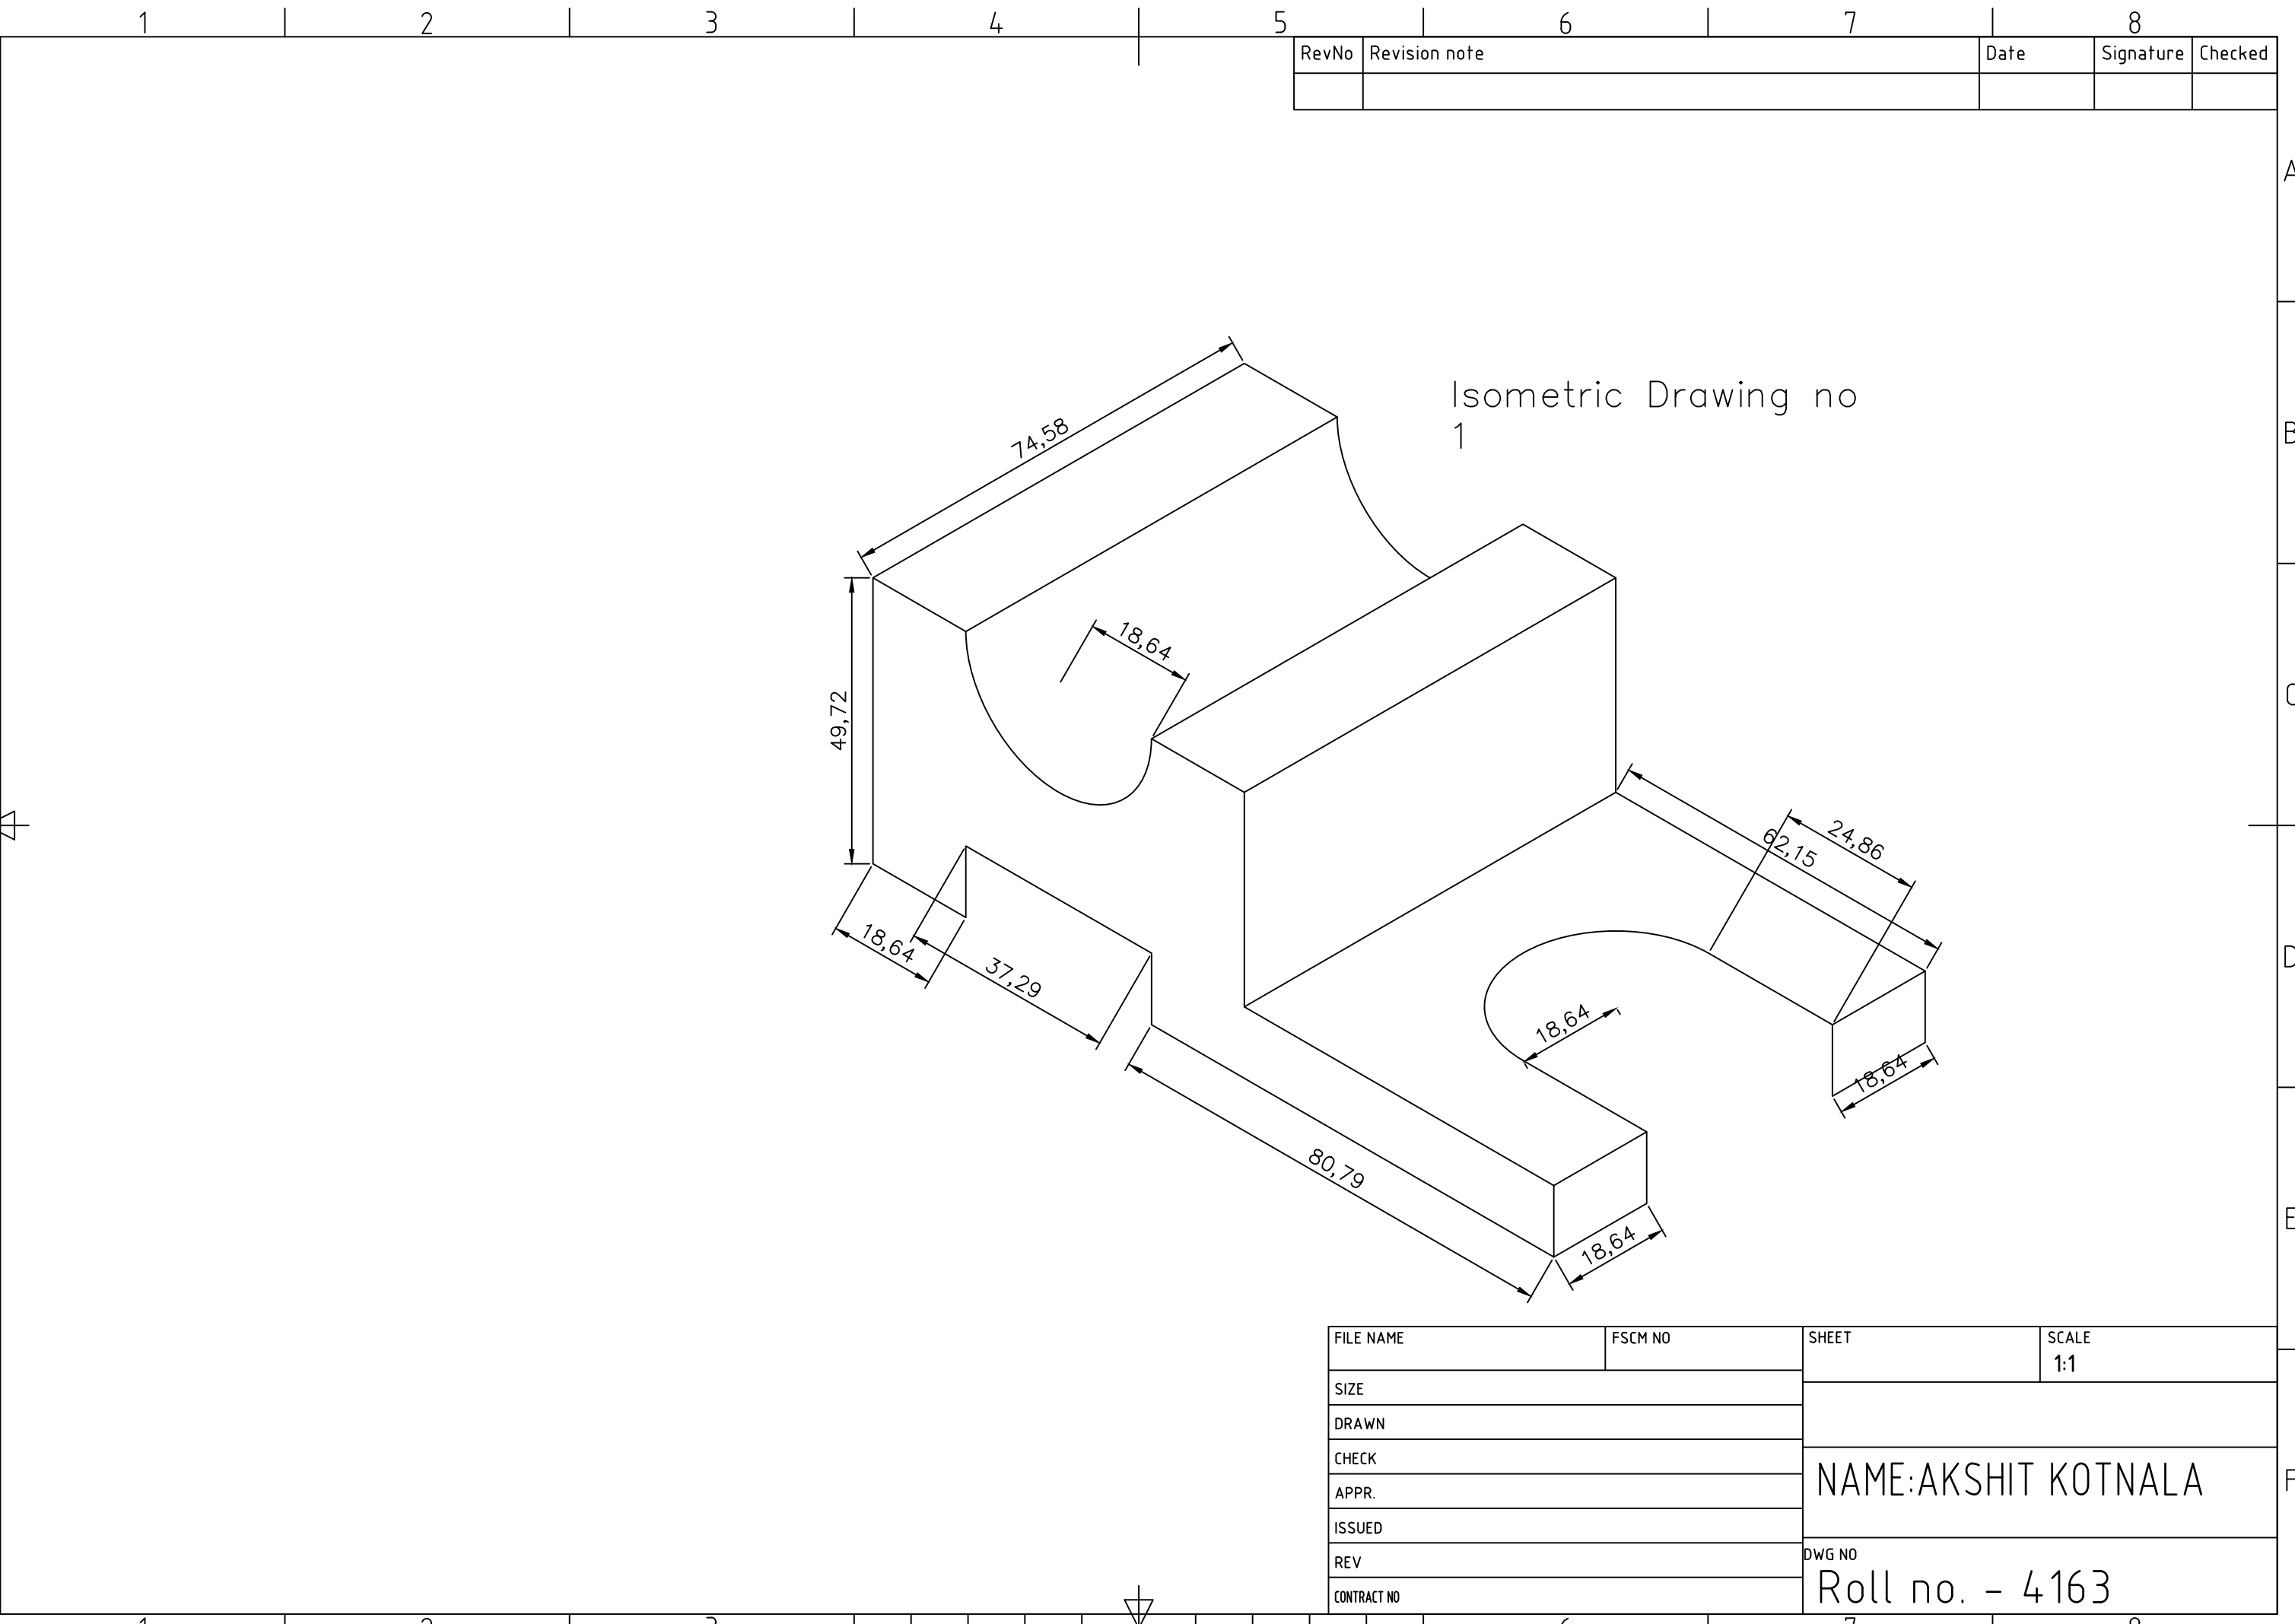 1 2 3 4 5 6 7 8
RevNo Revision note Date Signature Checked
A
B
C
D
E
F
Isometric Drawing no
1
74,58
18,64
49,72
24,86
62,15
18,64
37,29
18,64
18,64
80,79
18,64
FILE NAME FSCM NO SHEET SCALE
1:1
SIZE
DRAWN
CHECK
NAME:AKSHIT KOTNALA
APPR.
ISSUED
REV
DWG NO
CONTRACT NO
Roll no. - 4163